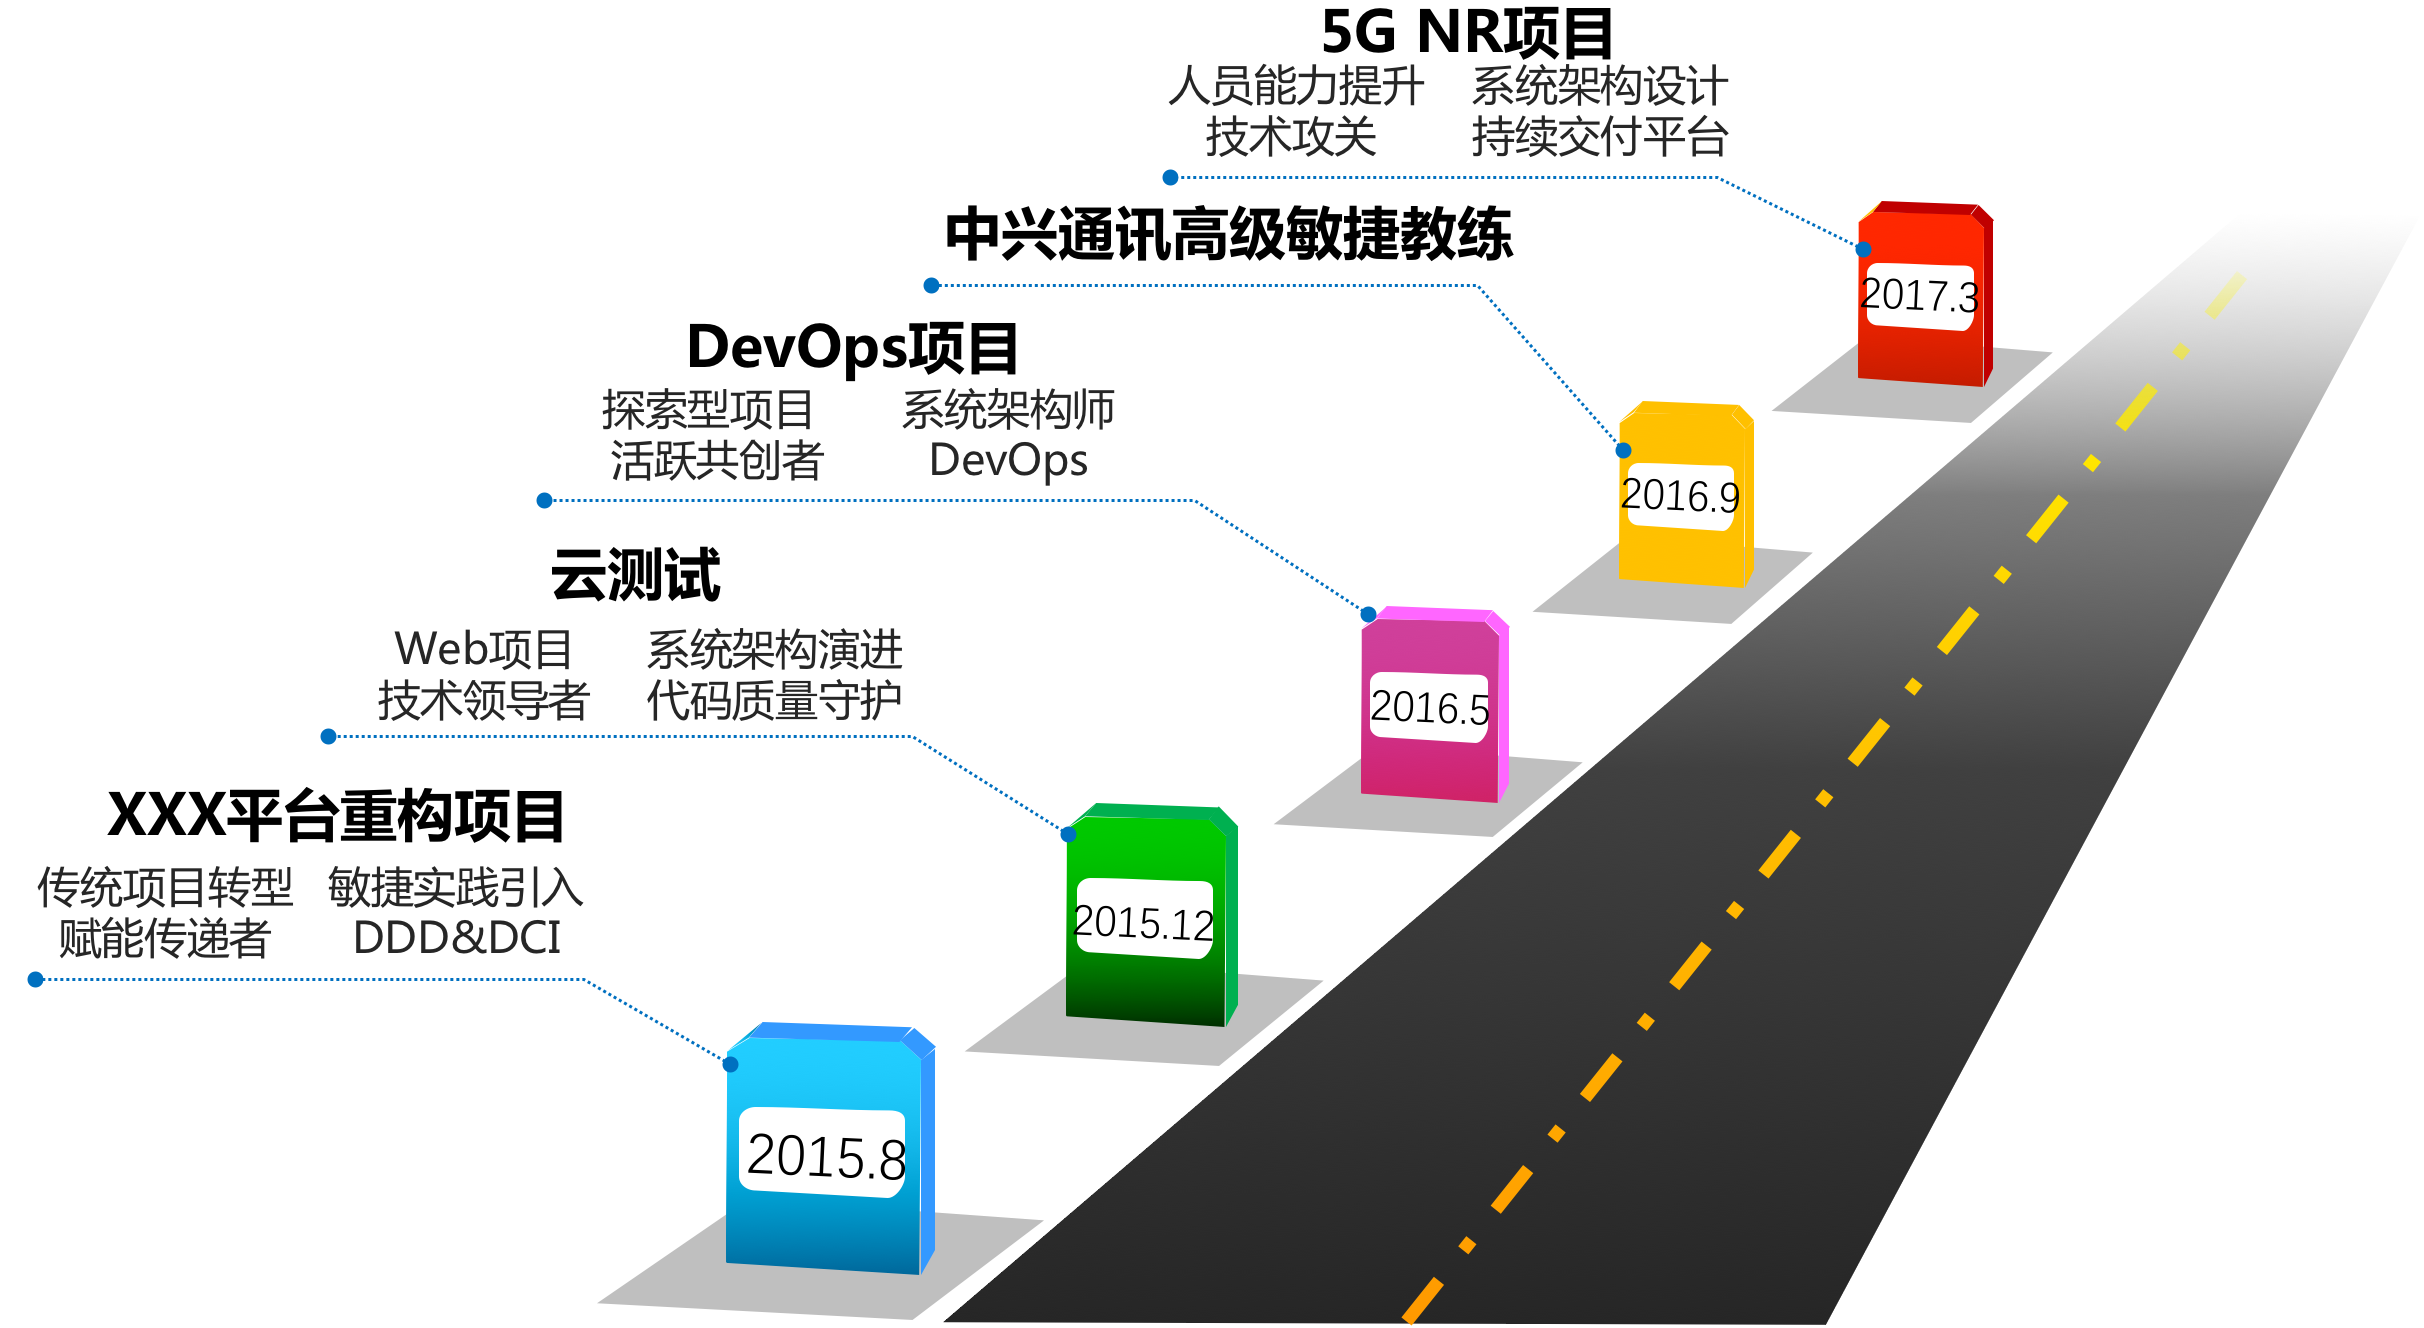 5G NR项目
人员能力提升 系统架构设计
技术攻关 持续交付平台
中兴通讯高级敏捷教练
2017.3
DevOps项目
探索型项目 系统架构师
活跃共创者 DevOps
2016.9
云测试
Web项目 系统架构演进
技术领导者 代码质量守护
2016.5
XXX平台重构项目
传统项目转型 敏捷实践引入
赋能传递者 DDD&DCI
2015.12
2015.8